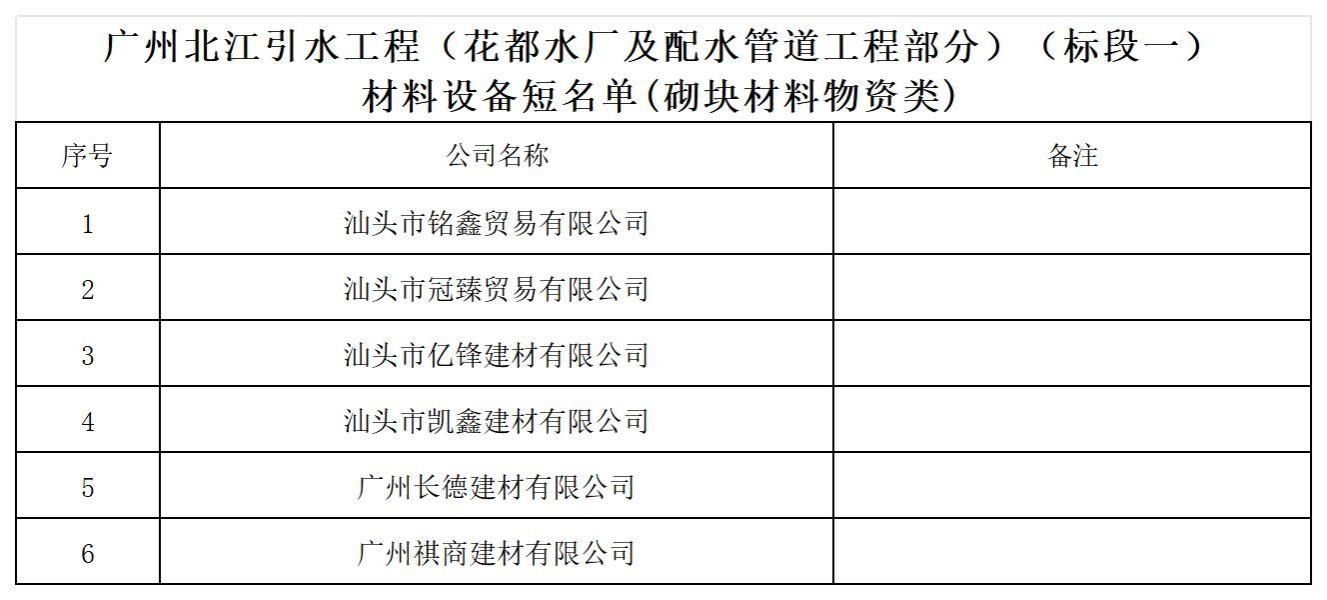 广州北江引水工程（花都水厂及配水管道工程部分）（标段一）
材料设备短名单(砌块材料物资类)
序号 公司名称 备注
1 汕头市铭鑫贸易有限公司
2 汕头市冠臻贸易有限公司
3 汕头市亿锋建材有限公司
4 汕头市凯鑫建材有限公司
5 广州长德建材有限公司
6 广州祺商建材有限公司